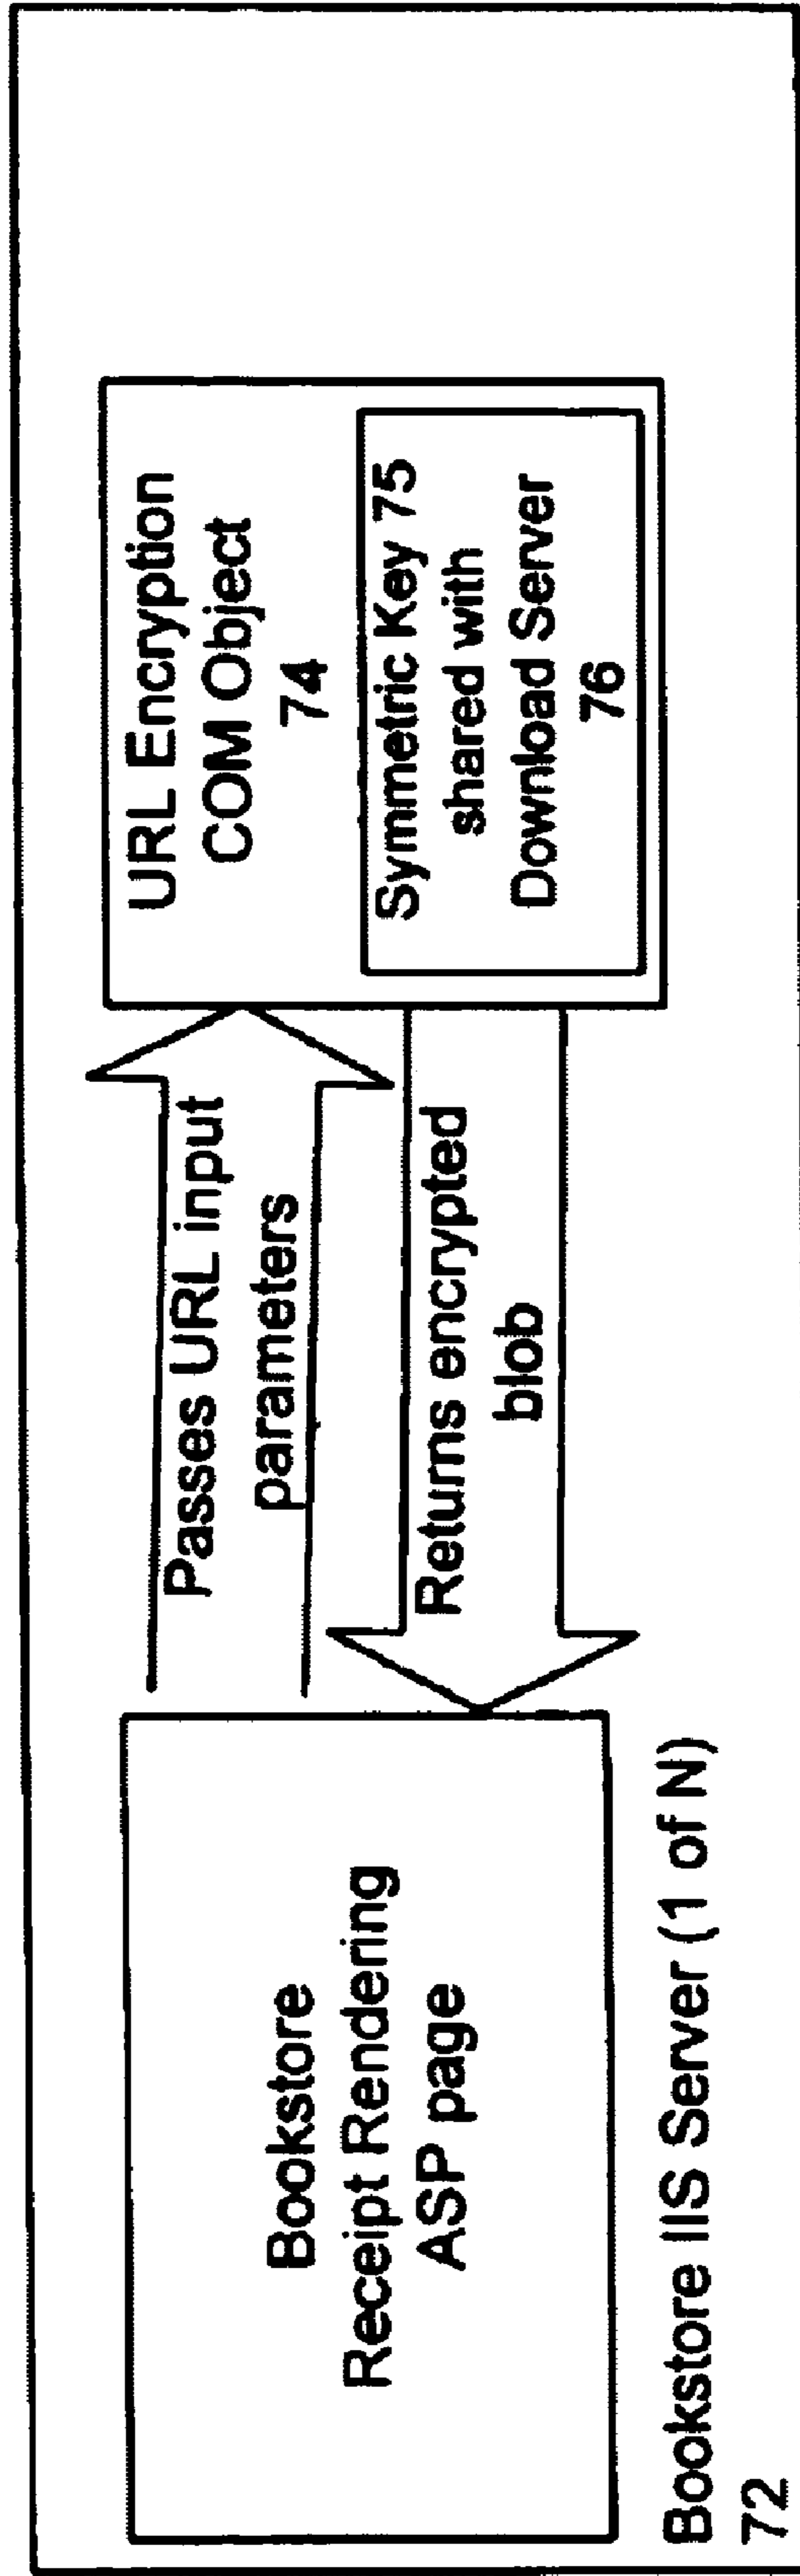 Bookstore
Receipt Rendering
ASP page
Passes URL input
parameters
Returns encrypted
blob
URL Encryption
COM Object
74
Symmetric Key 75
shared with
Download Server
76
Bookstore IIS Server (1 of N)
72